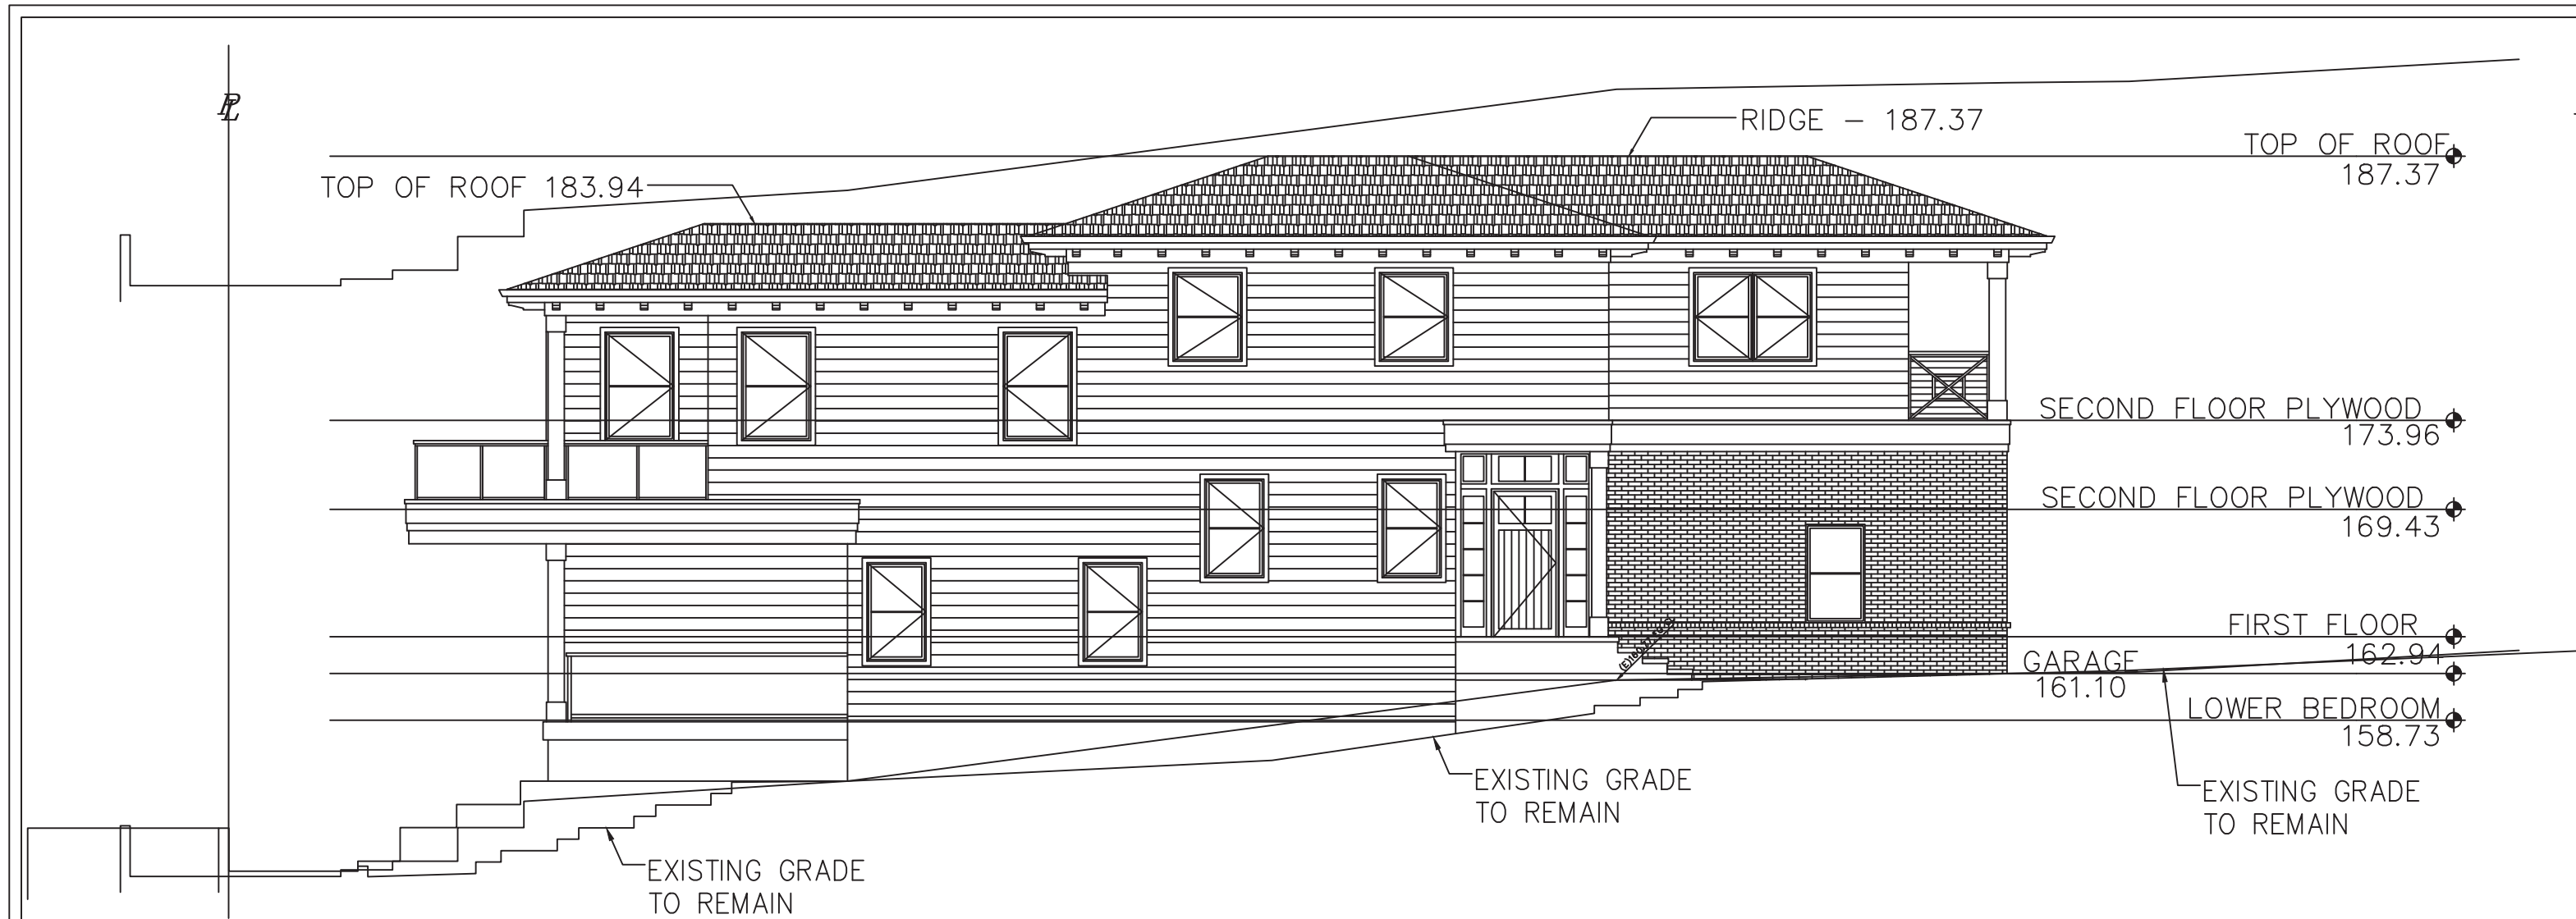 PL
RIDGE — 187.37
TOP OF ROOF
187.37
TOP OF ROOF 183.94
SECOND FLOOR PLYWOOD
173.96
SECOND FLOOR PLYWOOD
169.43
FIRST FLOOR
162.94
GARAGE
161.10
LOWER BEDROOM
158.73
EXISTING GRADE
TO REMAIN
EXISTING GRADE
TO REMAIN
EXISTING GRADE
TO REMAIN